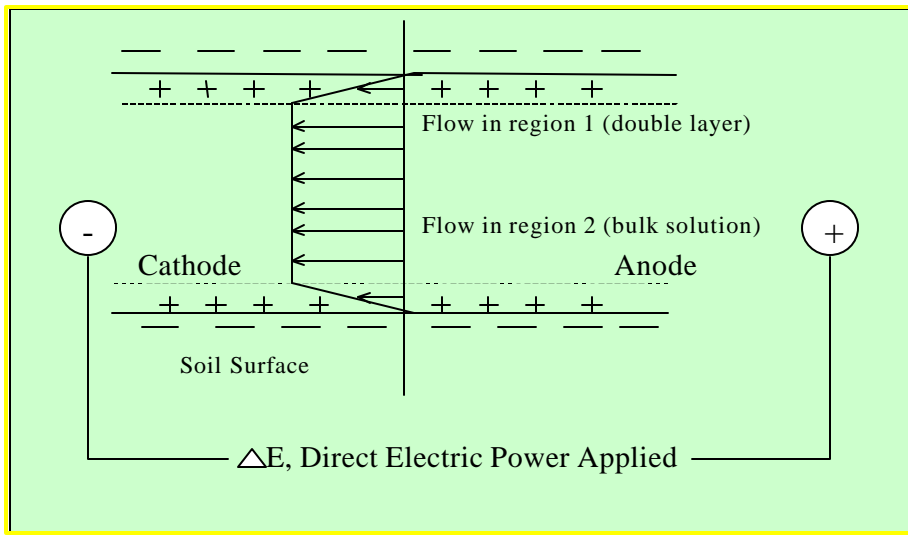 Flow in region 1 (double layer)
Flow in region 2 (bulk solution)
-
+
Cathode
Anode
Soil Surface
△E, Direct Electric Power Applied